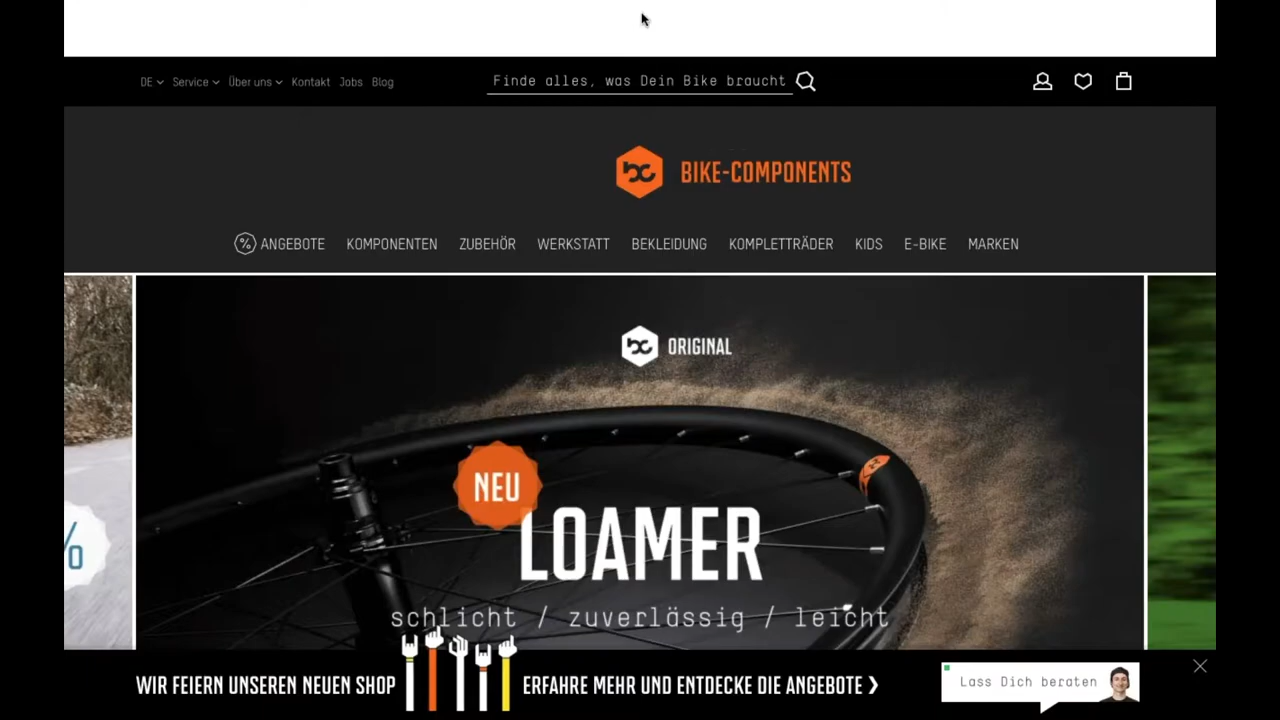 DE Service Über uns Kontakt Jobs Blog
Finde alles, was Dein Bike braucht
bc BIKE-COMPONENTS
% ANGEBOTE KOMPONENTEN ZUBEHÖR WERKSTATT BEKLEIDUNG KOMPLETTRÄDER KIDS E-BIKE MARKEN
bc ORIGINAL
NEU
LOAMER
%
schlicht / zuverlässig / leicht
WIR FEIERN UNSEREN NEUEN SHOP ERFAHRE MEHR UND ENTDECKE DIE ANGEBOTE ❯
Lass Dich beraten